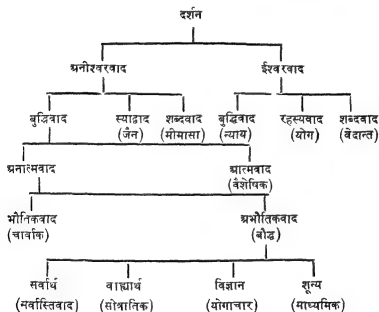 दर्शन
अनीश्वरवाद ईश्वरवाद
बुद्धिवाद स्याद्वाद शब्दवाद बुद्धिवाद रहस्यवाद शब्दवाद
(जैन) (मीमासा) (न्याय) (योग) (वेदान्त)
अनात्मवाद आत्मवाद
(वैशेषिक)
भौतिकवाद अभौतिकवाद
(चार्वाक) (बौद्ध)
सर्वार्थ वाह्यार्थ विज्ञान शून्य
(सर्वास्तिवाद) (सोत्रातिक) (योगाचार) (माध्यमिक)